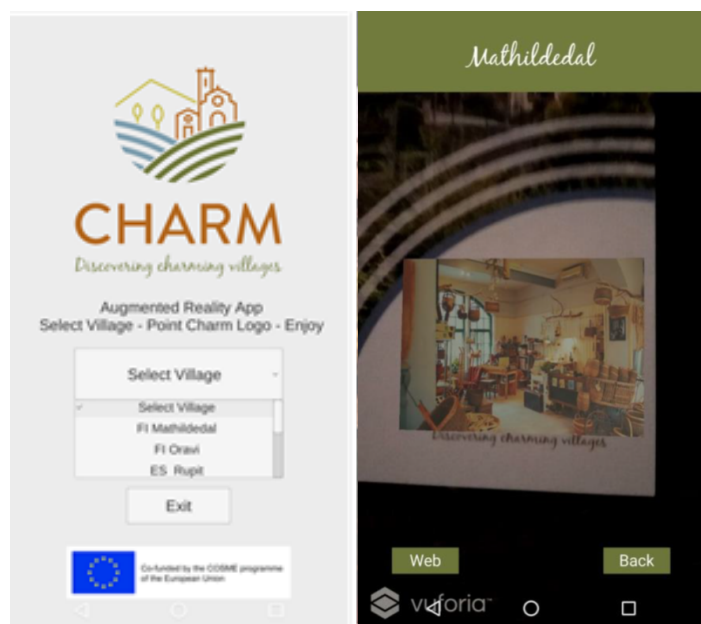 CHARM
Discovering charming villages
Augmented Reality App
Select Village - Point Charm Logo - Enjoy
Select Village
Select Village
FI Mathildedal
FI Oravi
ES Rupit
Exit
Co-funded by the COSME programme
of the European Union
Mathildedal
Discovering charming villages
Web
Back
vuforia™